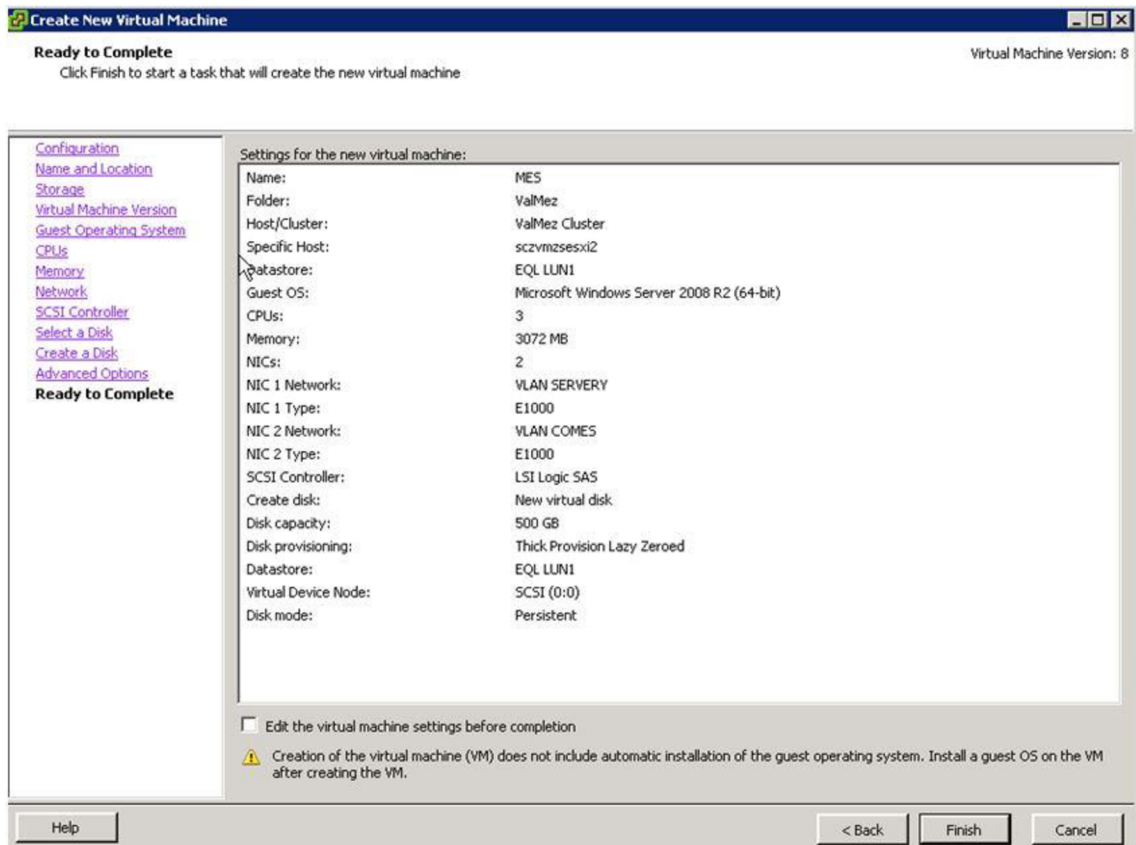 Create New Virtual Machine
Ready to Complete
Click Finish to start a task that will create the new virtual machine
Virtual Machine Version: 8
Configuration
Name and Location
Storage
Virtual Machine Version
Guest Operating System
CPUs
Memory
Network
SCSI Controller
Select a Disk
Create a Disk
Advanced Options
Ready to Complete
Settings for the new virtual machine:
Name: MES
Folder: ValMez
Host/Cluster: ValMez Cluster
Specific Host: sczvmzsesxi2
Datastore: EQL LUN1
Guest OS: Microsoft Windows Server 2008 R2 (64-bit)
CPUs: 3
Memory: 3072 MB
NICs: 2
NIC 1 Network: VLAN SERVERY
NIC 1 Type: E1000
NIC 2 Network: VLAN COMES
NIC 2 Type: E1000
SCSI Controller: LSI Logic SAS
Create disk: New virtual disk
Disk capacity: 500 GB
Disk provisioning: Thick Provision Lazy Zeroed
Datastore: EQL LUN1
Virtual Device Node: SCSI (0:0)
Disk mode: Persistent
Edit the virtual machine settings before completion
Creation of the virtual machine (VM) does not include automatic installation of the guest operating system. Install a guest OS on the VM
after creating the VM.
Help
< Back
Finish
Cancel